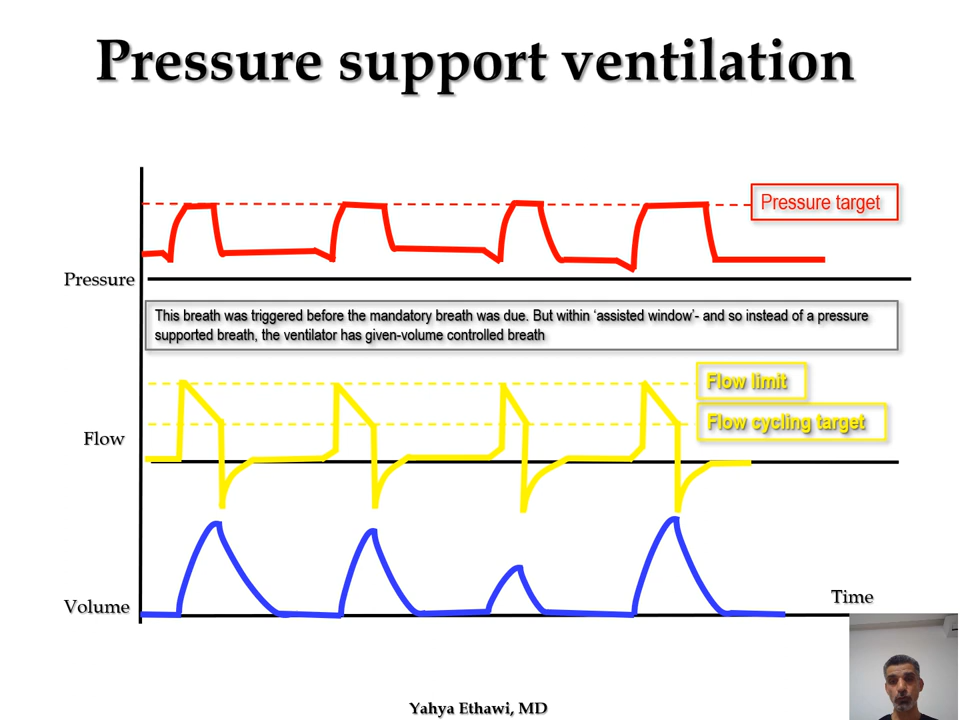 Pressure support ventilation
Pressure target
Pressure
This breath was triggered before the mandatory breath was due. But within ‘assisted window’- and so instead of a pressure
supported breath, the ventilator has given-volume controlled breath
Flow limit
Flow cycling target
Flow
Volume
Time
Yahya Ethawi, MD